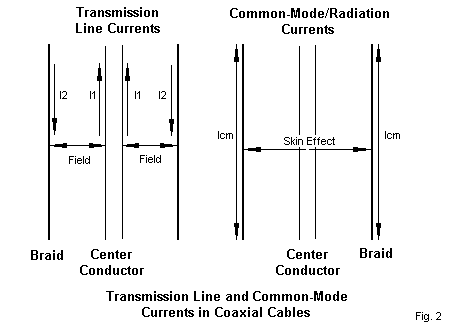 Transmission
Line Currents
Common-Mode/Radiation
Currents
I2
I1
I1
I2
Field
Field
Icm
Skin Effect
Icm
Braid
Center
Conductor
Center
Conductor
Braid
Transmission Line and Common-Mode
Currents in Coaxial Cables
Fig. 2